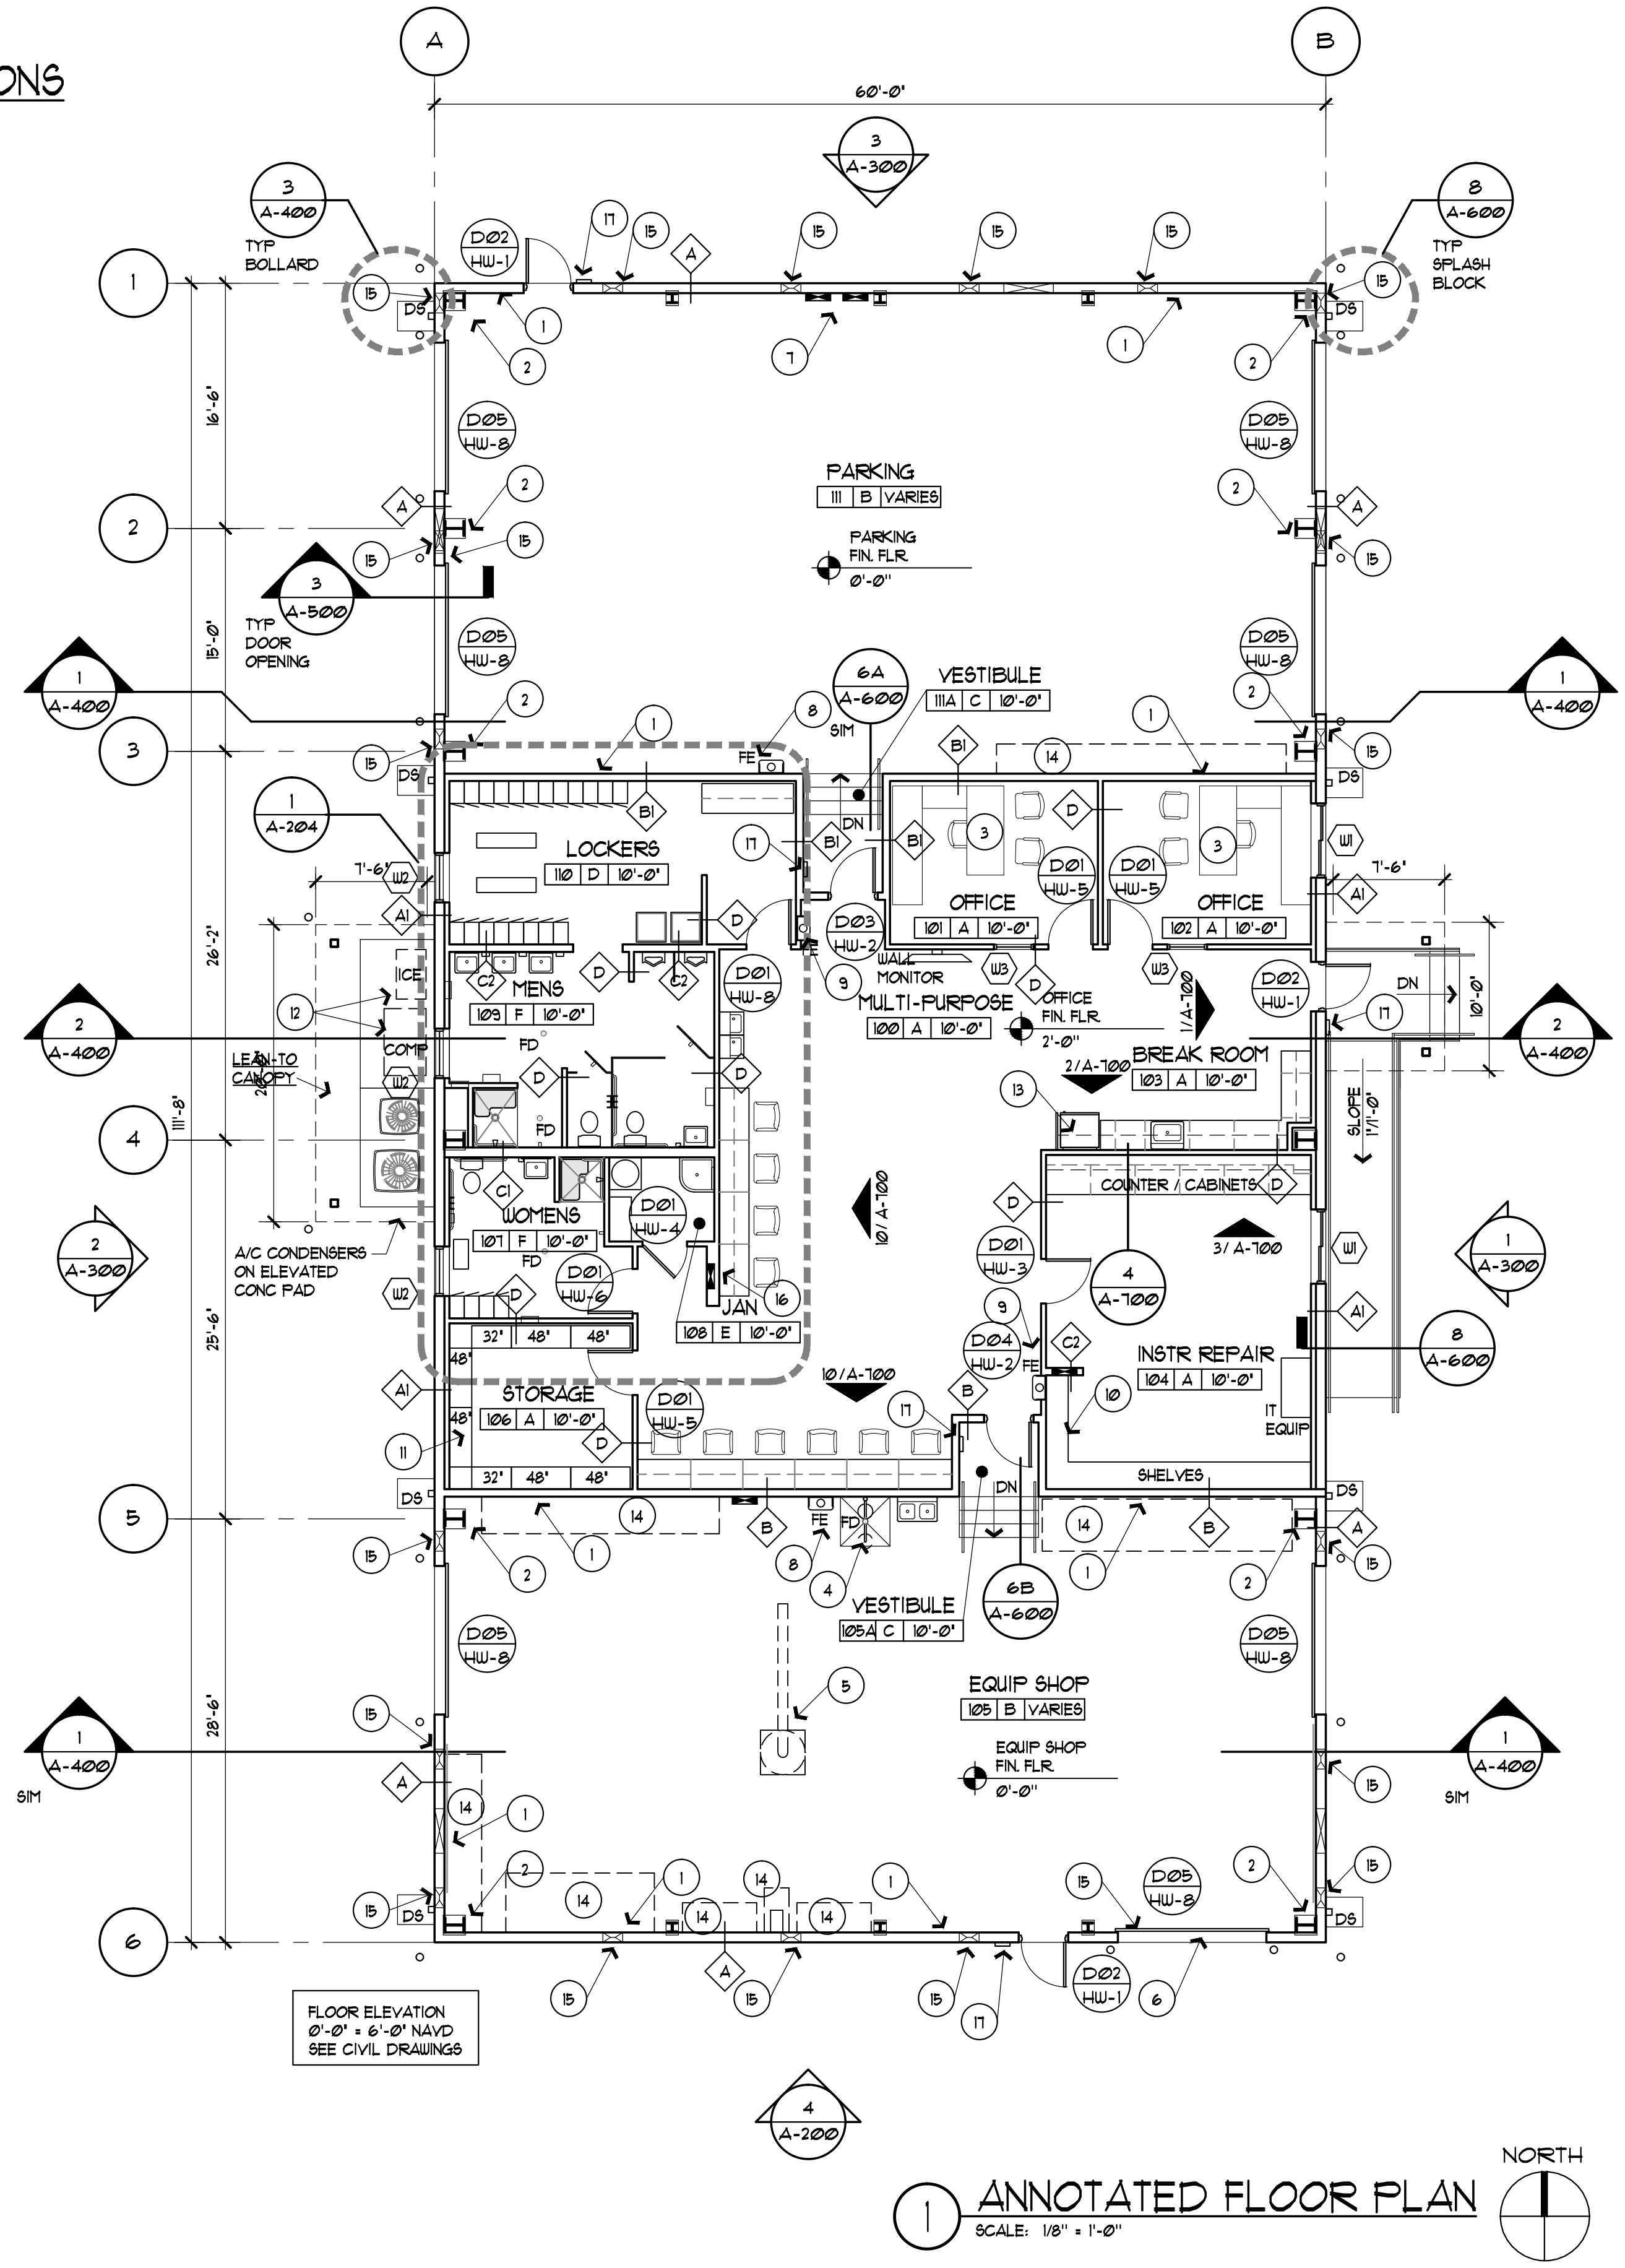 ONS
A
B
60'-0"
3
A-300
3
A-400
TYP
BOLLARD
8
A-600
TYP
SPLASH
BLOCK
D02
HW-1
17
15
A
15
15
15
1
15
DS
15
DS
1
2
7
1
2
16'-6"
D05
HW-8
D05
HW-8
PARKING
111 B VARIES
2
2
A
A
2
PARKING
FIN. FLR.
0'-0"
15
15
15
3
A-500
TYP
DOOR
OPENING
15'-0"
D05
HW-8
D05
HW-8
1
A-400
1
A-400
6A
A-600
SIM
VESTIBULE
111A C 10'-0"
2
8
1
1
2
3
15
FE
B1
14
15
DS
DS
1
A-204
B1
DN
17
B1
B1
D
3
3
W1
LOCKERS
110 D 10'-0"
7'-6"
W2
D01
HW-5
D01
HW-5
7'-6"
A1
A1
OFFICE
101 A 10'-0"
OFFICE
102 A 10'-0"
D
D03
HW-2
26'-2"
FE
WALL
MONITOR
W3
W3
D
ICE
C2
D
C2
D01
HW-8
9
D02
HW-1
DN
10'-0"
MENS
109 F 10'-0"
MULTI-PURPOSE
100 A 10'-0"
OFFICE
FIN. FLR.
2'-0"
1/A-700
12
17
2
A-400
2
A-400
COMP
FD
BREAK ROOM
103 A 10'-0"
2/A-700
LEAN-TO
CANOPY
W2
D
D
13
111'-8"
SLOPE
1"/1'-0"
4
FD
C1
COUNTER / CABINETS
D
D
10/A-700
WOMENS
107 F 10'-0"
FD
D01
HW-4
3/A-700
2
A-300
A/C CONDENSERS
ON ELEVATED
CONC PAD
D01
HW-3
W1
1
A-300
4
A-700
D01
HW-6
W2
D
16
JAN
108 E 10'-0"
9
A1
25'-6"
32" 48" 48"
48"
D04
HW-2
FE
C2
INSTR REPAIR
104 A 10'-0"
8
A-600
10/A-700
A1
STORAGE
106 A 10'-0"
48"
D01
HW-5
B
10
17
IT
EQUIP
11
D
32" 48" 48"
SHELVES
DS
DN
DS
5
14
B
FE
FD
14
B
A
15
2
1
8
4
1
2
15
6B
A-600
VESTIBULE
105A C 10'-0"
D05
HW-8
D05
HW-8
EQUIP SHOP
105 B VARIES
5
15
28'-6"
1
A-400
SIM
1
A-400
SIM
EQUIP SHOP
FIN. FLR.
0'-0"
A
15
14
1
2
14
1
14
14
14
1
15
D05
HW-8
2
15
15
DS
DS
6
15
A
15
15
17
D02
HW-1
6
FLOOR ELEVATION
0'-0" = 6'-0" NAVD
SEE CIVIL DRAWINGS
4
A-200
1
ANNOTATED FLOOR PLAN
SCALE: 1/8" = 1'-0"
NORTH